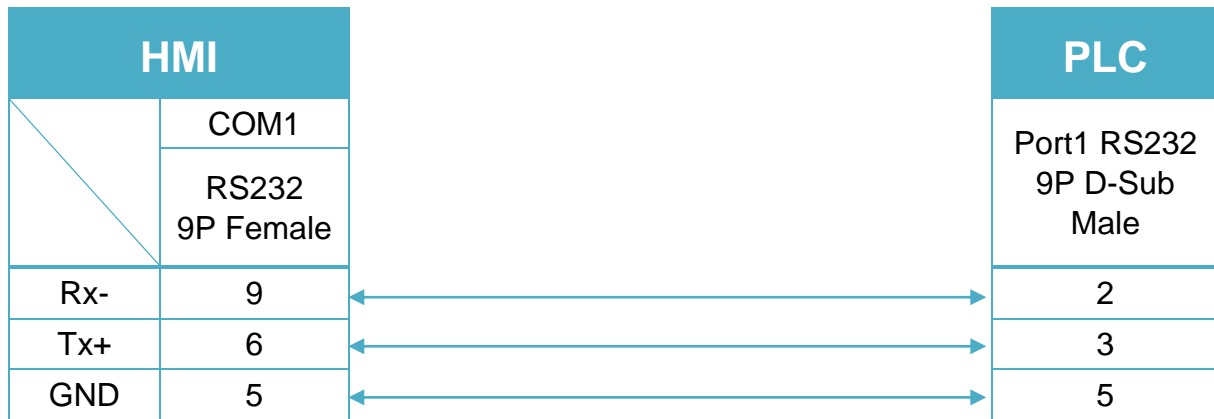 HMI
PLC
COM1
RS232
9P Female
Port1 RS232
9P D-Sub
Male
Rx- 9 2
Tx+ 6 3
GND 5 5